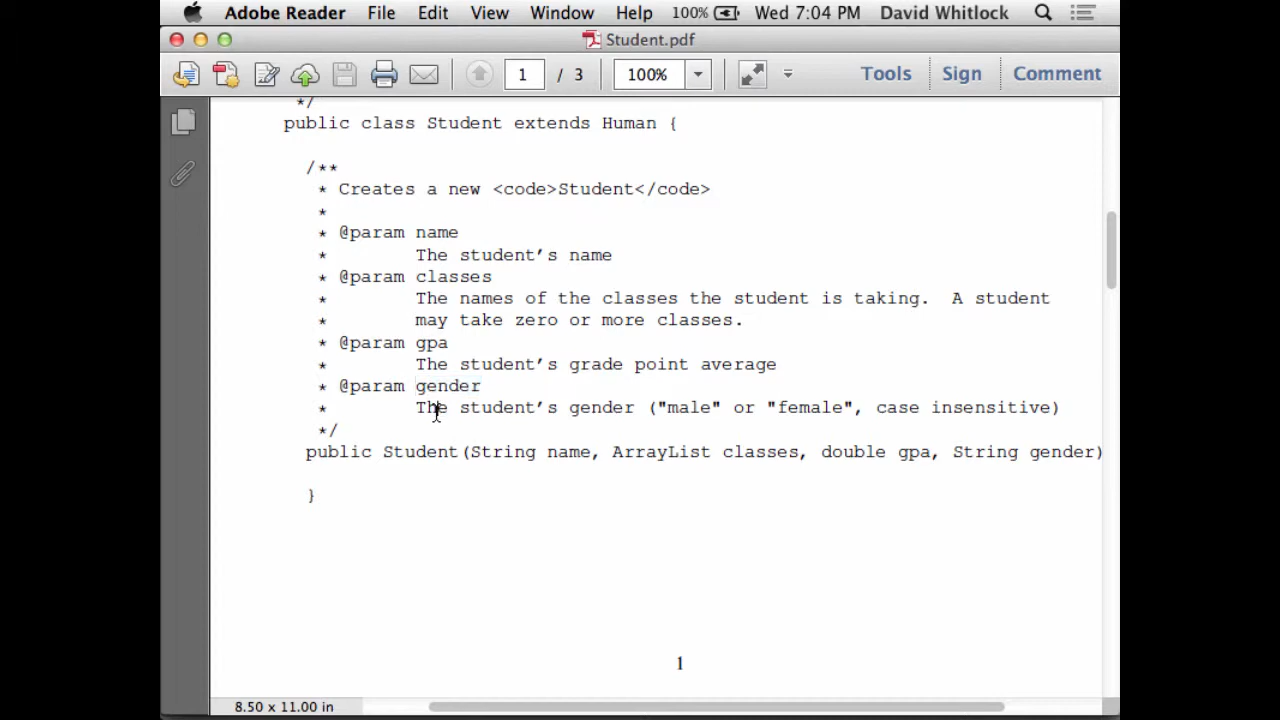 Adobe Reader File Edit View Window Help 100% Wed 7:04 PM David Whitlock
Student.pdf
1 / 3 100% Tools Sign Comment
*/
public class Student extends Human {
/**
* Creates a new <code>Student</code>
*
* @param name
* The student's name
* @param classes
* The names of the classes the student is taking. A student
* may take zero or more classes.
* @param gpa
* The student's grade point average
* @param gender
* The student's gender ("male" or "female", case insensitive)
*/
public Student(String name, ArrayList classes, double gpa, String gender)
}
1
8.50 x 11.00 in